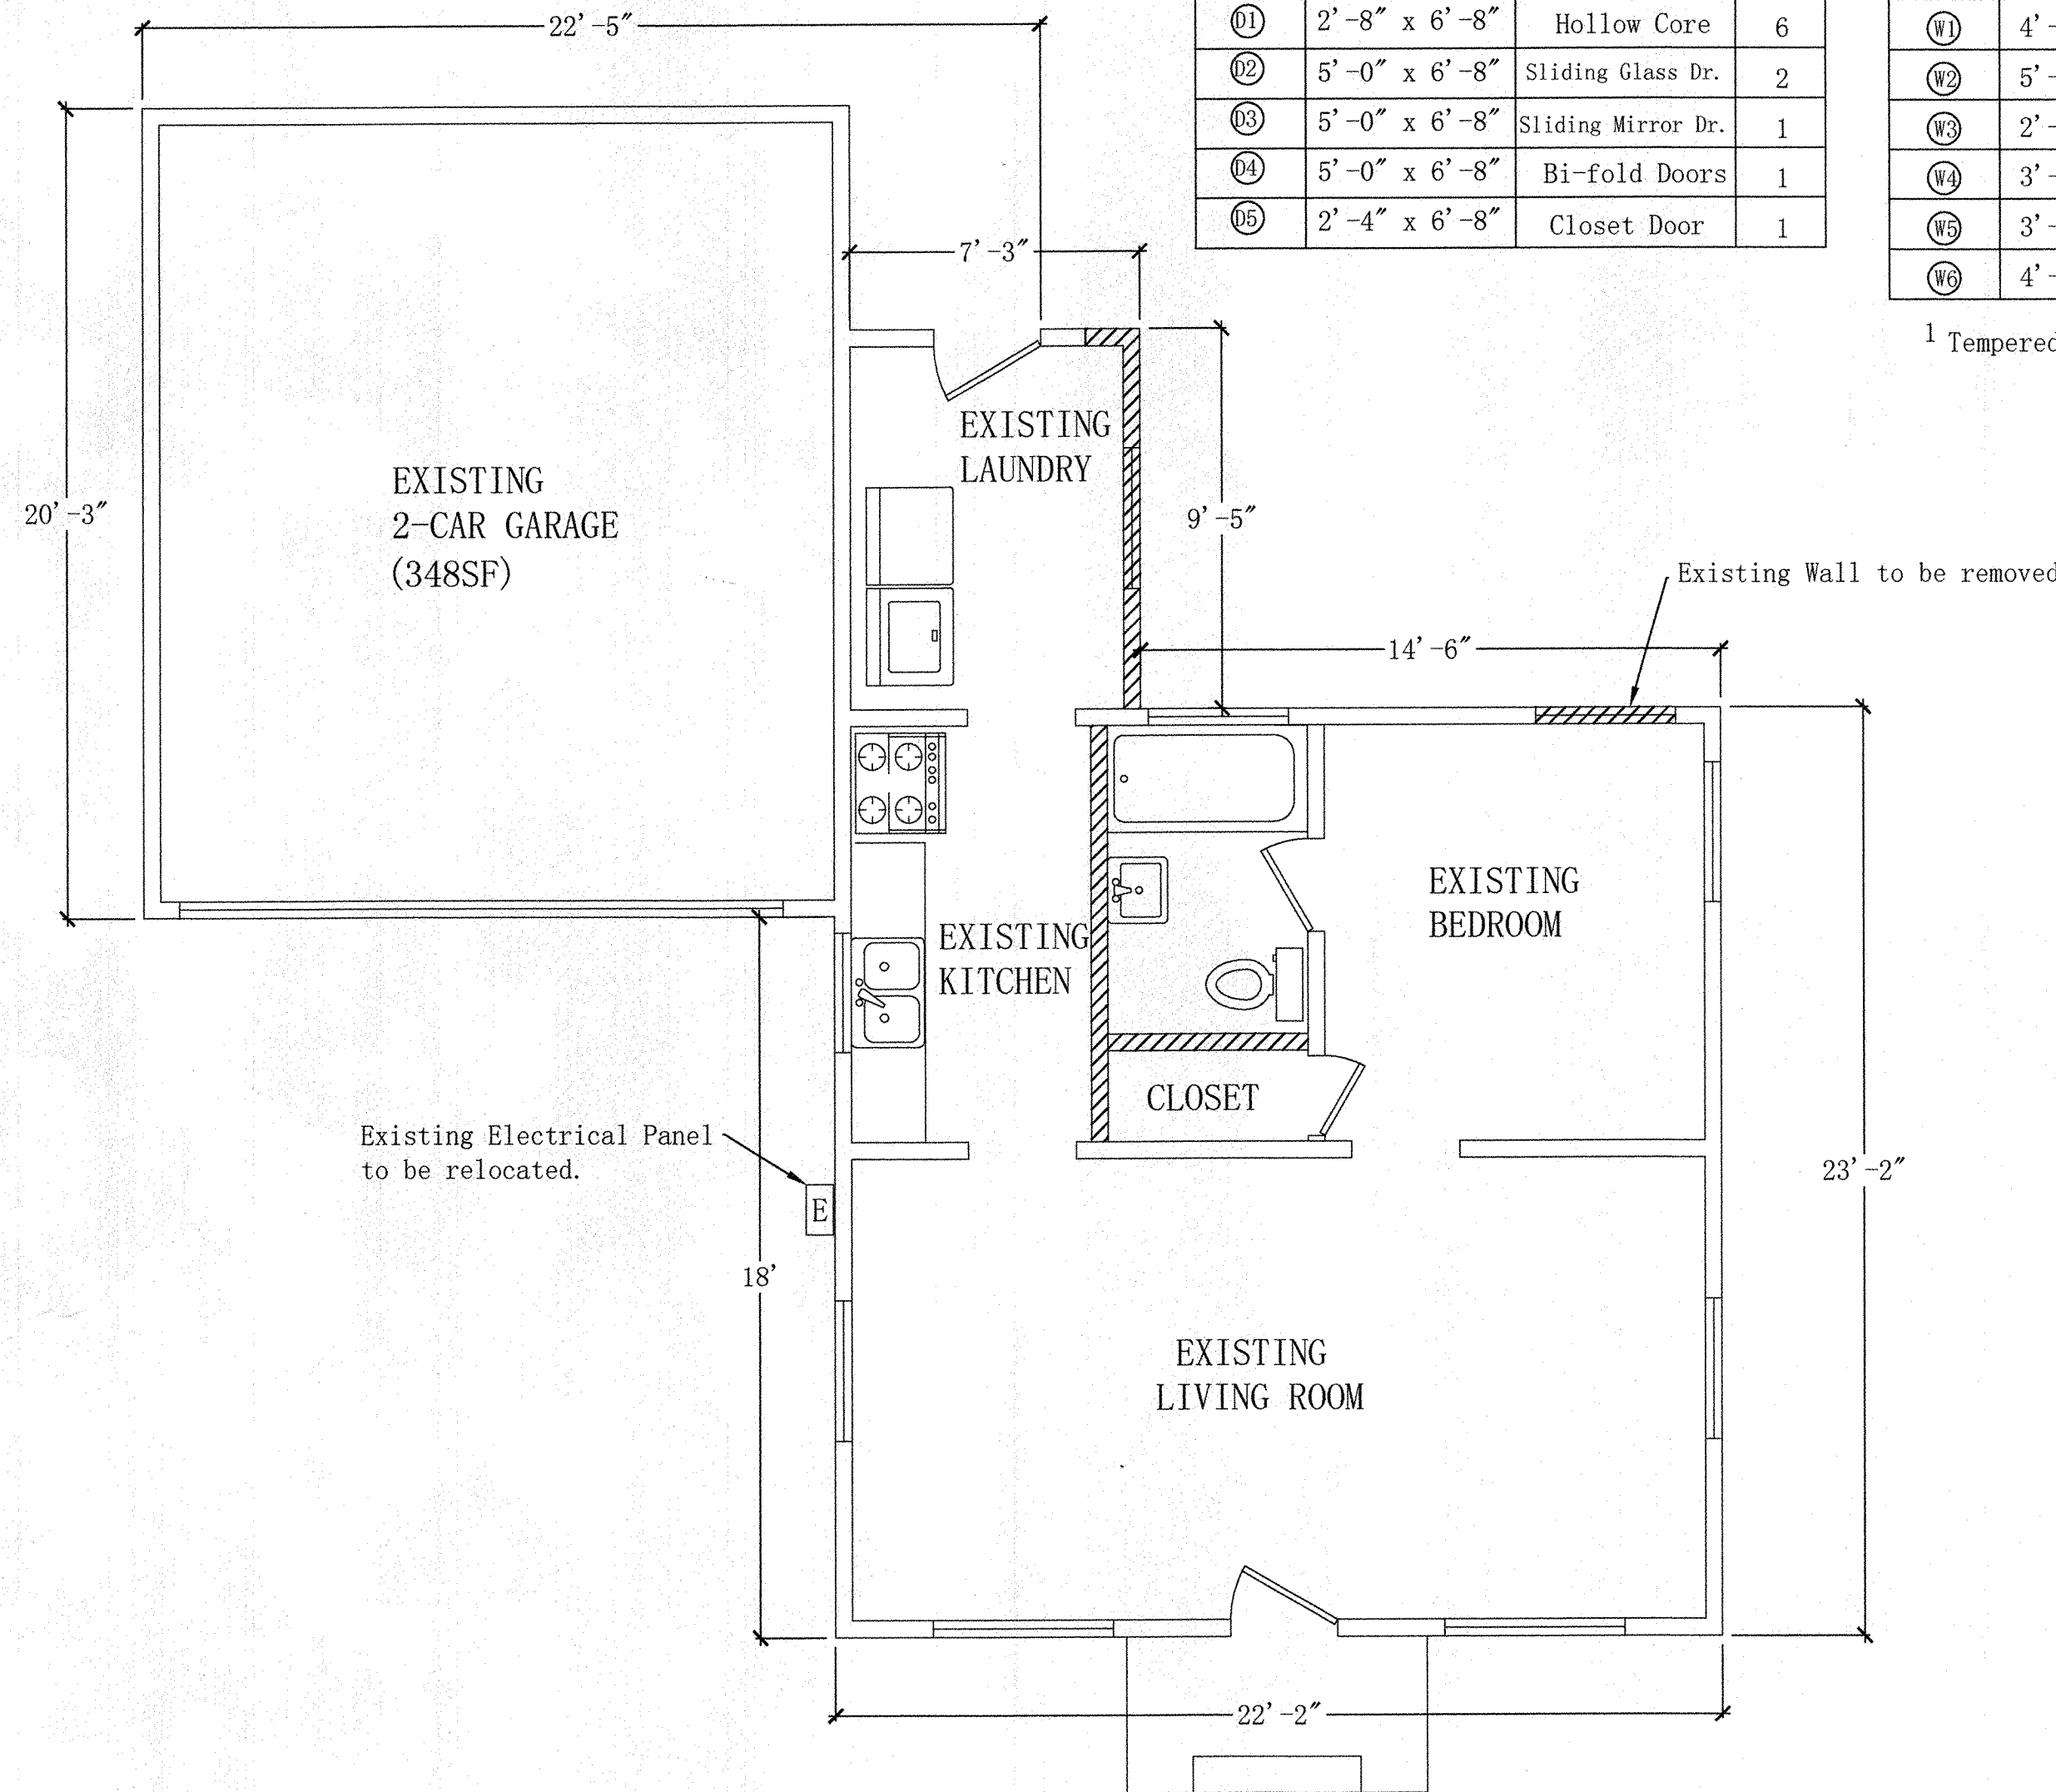 22'-5"
D1 2'-8" x 6'-8" Hollow Core 6
D2 5'-0" x 6'-8" Sliding Glass Dr. 2
D3 5'-0" x 6'-8" Sliding Mirror Dr. 1
D4 5'-0" x 6'-8" Bi-fold Doors 1
D5 2'-4" x 6'-8" Closet Door 1
W1 4'-
W2 5'-
W3 2'-
W4 3'-
W5 3'-
W6 4'-
1 Tempered
7'-3"
EXISTING
LAUNDRY
EXISTING
2-CAR GARAGE
(348SF)
20'-3"
9'-5"
Existing Wall to be removed
14'-6"
EXISTING
BEDROOM
EXISTING
KITCHEN
CLOSET
Existing Electrical Panel
to be relocated.
E
23'-2"
18'
EXISTING
LIVING ROOM
22'-2"